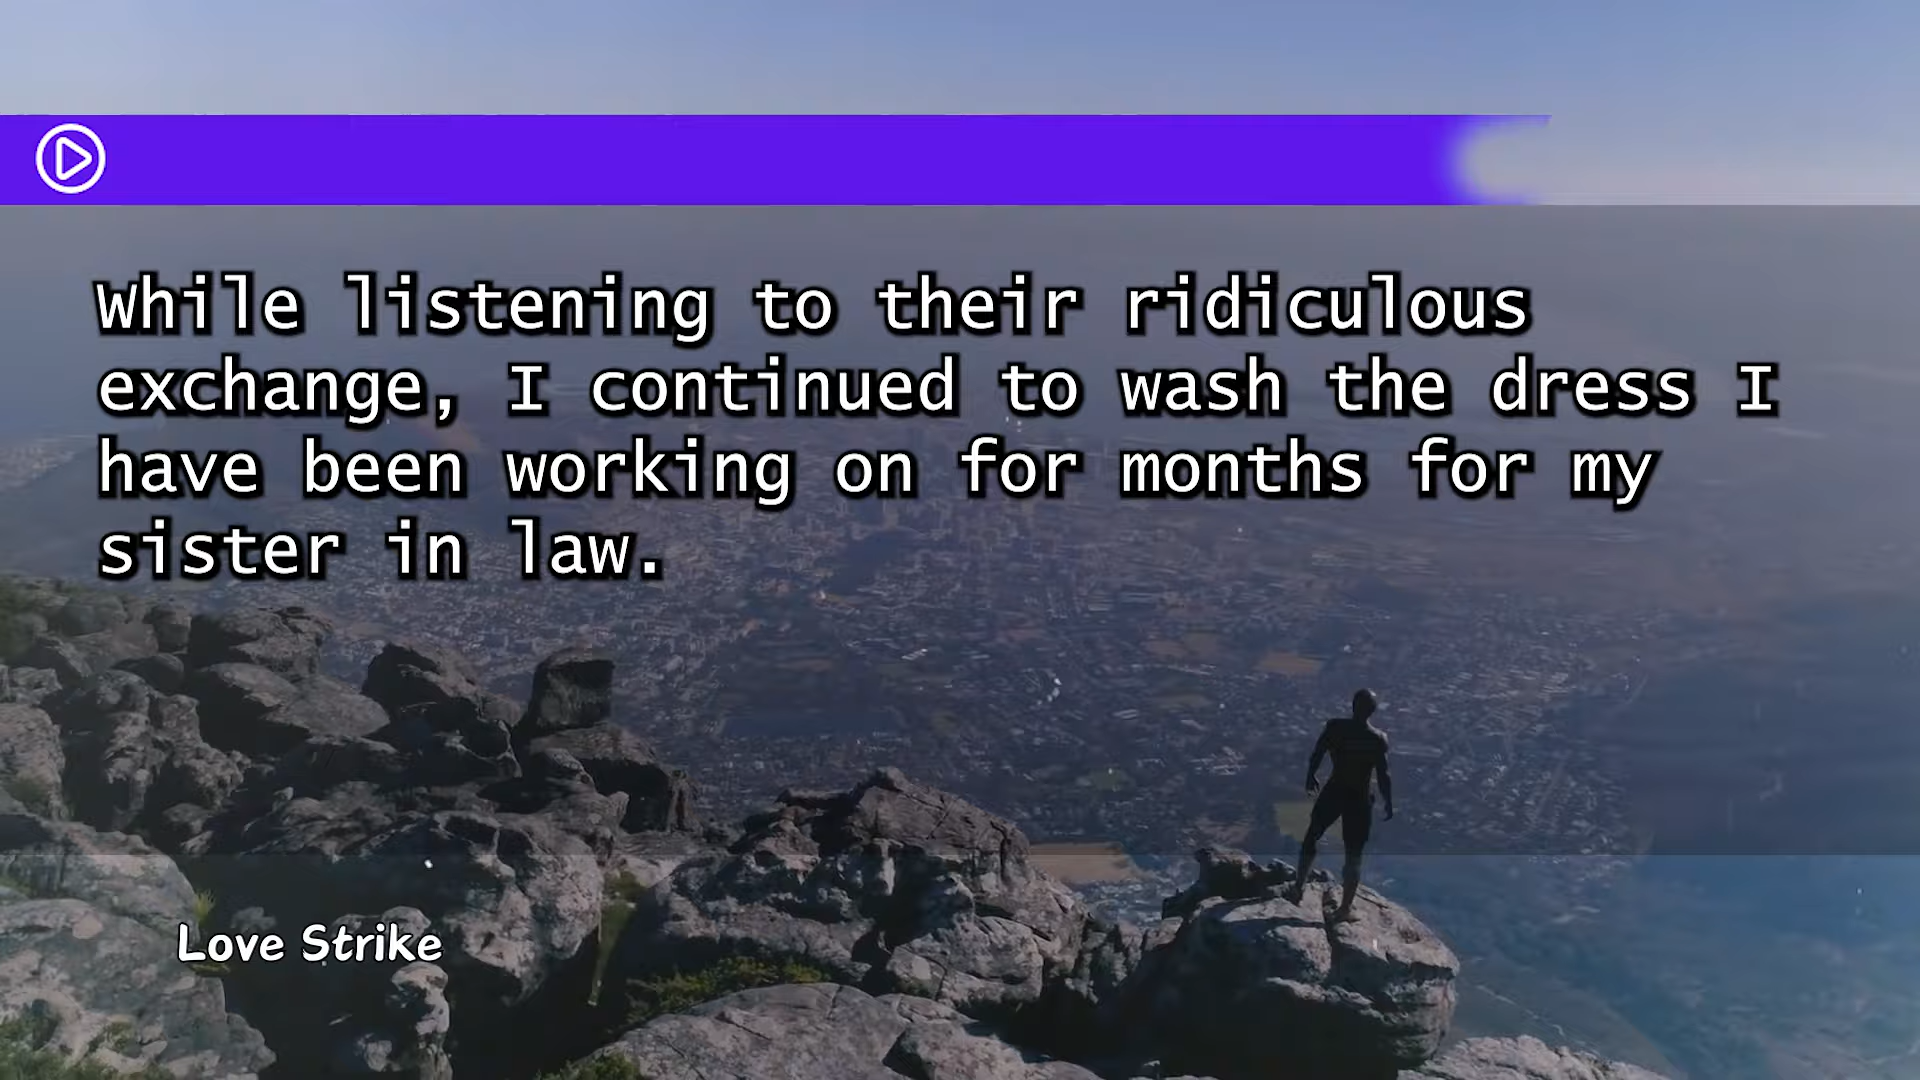 While listening to their ridiculous
exchange, I continued to wash the dress I
have been working on for months for my
sister in law.
Love Strike